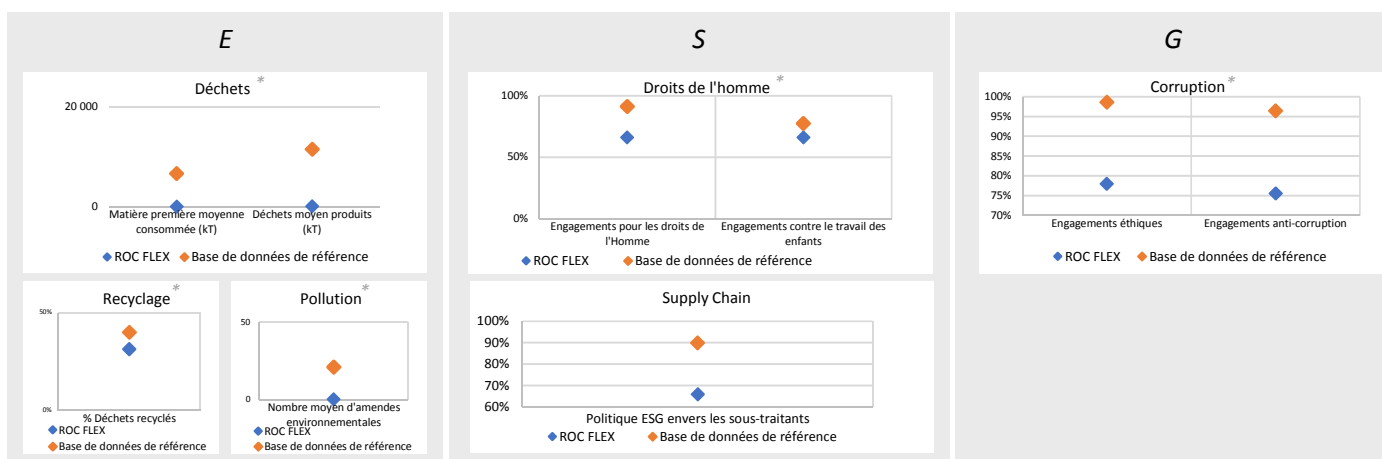 E
S
G
Déchets *
20 000
0
Matière première moyenne
consommée (kT)
Déchets moyen produits
(kT)
ROC FLEX
Base de données de référence
Recyclage *
50%
0%
% Déchets recyclés
ROC FLEX
Base de données de référence
Pollution *
50
0
Nombre moyen d'amendes
environnementales
ROC FLEX
Base de données de référence
Droits de l'homme *
100%
50%
0%
Engagements pour les droits de
l'Homme
Engagements contre le travail des
enfants
ROC FLEX
Base de données de référence
Supply Chain
100%
90%
80%
70%
60%
Politique ESG envers les sous-traitants
ROC FLEX
Base de données de référence
Corruption *
100%
95%
90%
85%
80%
75%
70%
Engagements éthiques
Engagements anti-corruption
ROC FLEX
Base de données de référence